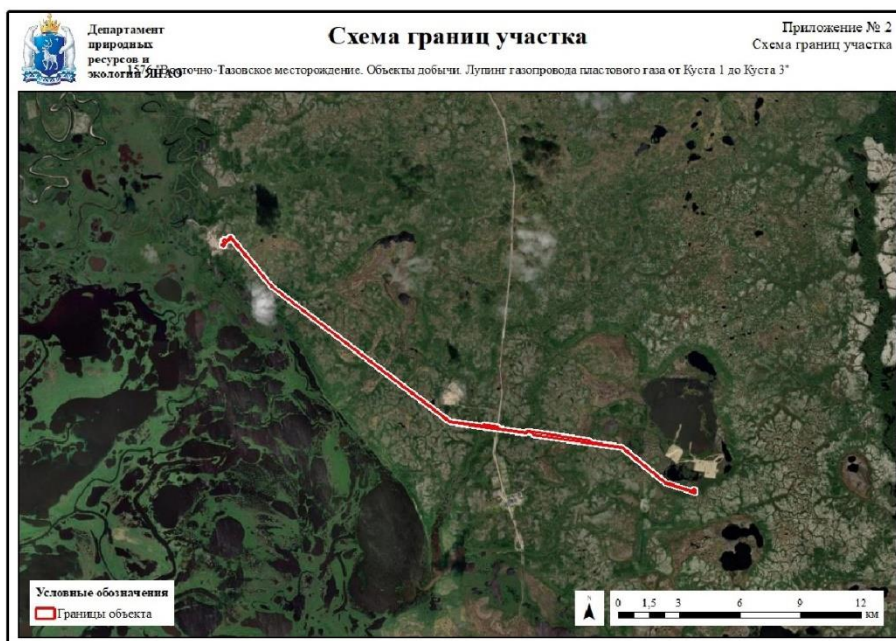 Департамент
природных
ресурсов и
экологии ЯНАО
Схема границ участка
Приложение № 2
Схема границ участка
1576 "Восточно-Тазовское месторождение. Объекты добычи. Лупинг газопровода пластового газа от Куста 1 до Куста 3"
Условные обозначения
Границы объекта
N
0 1,5 3 6 9 12
км